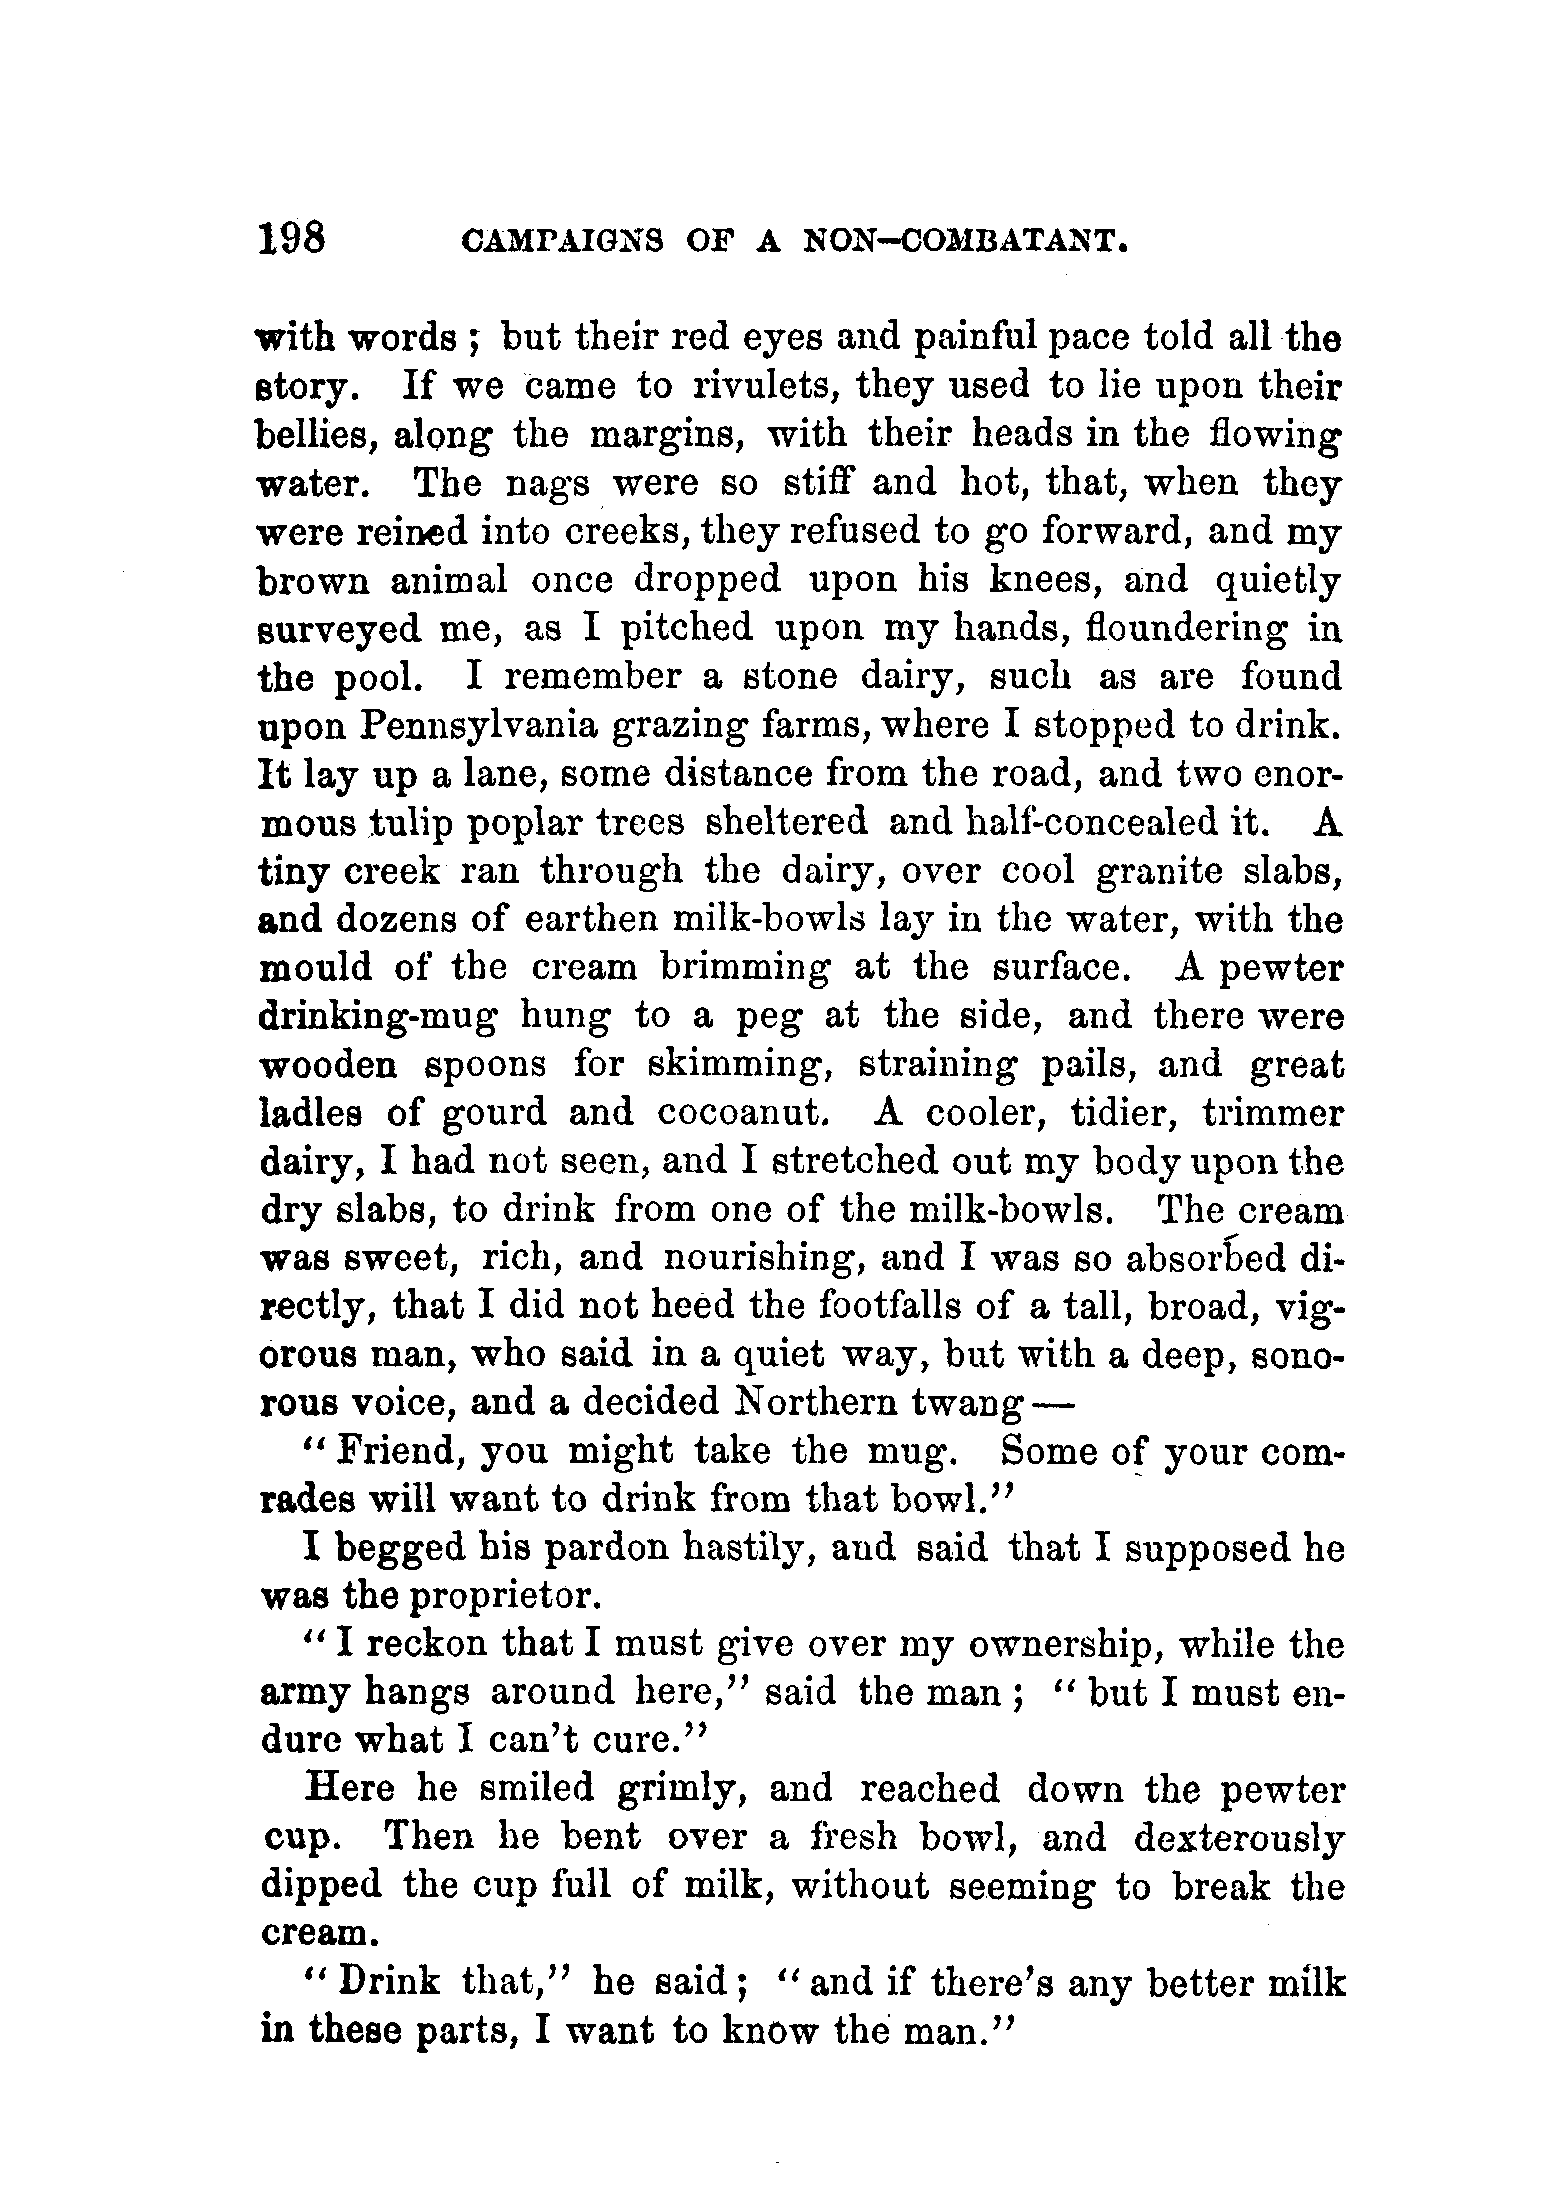 198 CAMPAIGNS OF A NON-COMBATANT.
with words ; but their red eyes and painful pace told all the
story. If we came to rivulets, they used to lie upon their
bellies, along the margins, with their heads in the flowing
water. The nags were so stiff and hot, that, when they
were reined into creeks, they refused to go forward, and my
brown animal once dropped upon his knees, and quietly
surveyed me, as I pitched upon my hands, floundering in
the pool. I remember a stone dairy, such as are found
upon Pennsylvania grazing farms, where I stopped to drink.
It lay up a lane, some distance from the road, and two enor-
mous tulip poplar trees sheltered and half-concealed it. A
tiny creek ran through the dairy, over cool granite slabs,
and dozens of earthen milk-bowls lay in the water, with the
mould of the cream brimming at the surface. A pewter
drinking-mug hung to a peg at the side, and there were
wooden spoons for skimming, straining pails, and great
ladles of gourd and cocoanut. A cooler, tidier, trimmer
dairy, I had not seen, and I stretched out my body upon the
dry slabs, to drink from one of the milk-bowls. The cream
was sweet, rich, and nourishing, and I was so absorbed di-
rectly, that I did not heed the footfalls of a tall, broad, vig-
orous man, who said in a quiet way, but with a deep, sono-
rous voice, and a decided Northern twang —
" Friend, you might take the mug. Some of your com-
rades will want to drink from that bowl."
I begged his pardon hastily, and said that I supposed he
was the proprietor.
" I reckon that I must give over my ownership, while the
army hangs around here," said the man ; " but I must en-
dure what I can't cure."
Here he smiled grimly, and reached down the pewter
cup. Then he bent over a fresh bowl, and dexterously
dipped the cup full of milk, without seeming to break the
cream.
" Drink that," he said ; " and if there's any better milk
in these parts, I want to know the man."